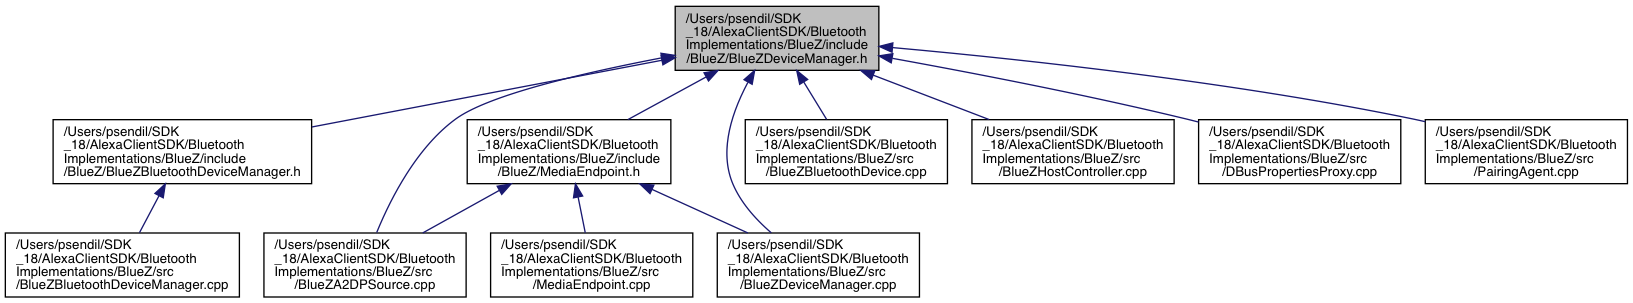 /Users/psendil/SDK
_18/AlexaClientSDK/Bluetooth
Implementations/BlueZ/include
/BlueZ/BlueZDeviceManager.h
/Users/psendil/SDK
_18/AlexaClientSDK/Bluetooth
Implementations/BlueZ/include
/BlueZ/BlueZBluetoothDeviceManager.h
/Users/psendil/SDK
_18/AlexaClientSDK/Bluetooth
Implementations/BlueZ/include
/BlueZ/MediaEndpoint.h
/Users/psendil/SDK
_18/AlexaClientSDK/Bluetooth
Implementations/BlueZ/src
/BlueZBluetoothDevice.cpp
/Users/psendil/SDK
_18/AlexaClientSDK/Bluetooth
Implementations/BlueZ/src
/BlueZHostController.cpp
/Users/psendil/SDK
_18/AlexaClientSDK/Bluetooth
Implementations/BlueZ/src
/DBusPropertiesProxy.cpp
/Users/psendil/SDK
_18/AlexaClientSDK/Bluetooth
Implementations/BlueZ/src
/PairingAgent.cpp
/Users/psendil/SDK
_18/AlexaClientSDK/Bluetooth
Implementations/BlueZ/src
/BlueZBluetoothDeviceManager.cpp
/Users/psendil/SDK
_18/AlexaClientSDK/Bluetooth
Implementations/BlueZ/src
/BlueZA2DPSource.cpp
/Users/psendil/SDK
_18/AlexaClientSDK/Bluetooth
Implementations/BlueZ/src
/MediaEndpoint.cpp
/Users/psendil/SDK
_18/AlexaClientSDK/Bluetooth
Implementations/BlueZ/src
/BlueZDeviceManager.cpp